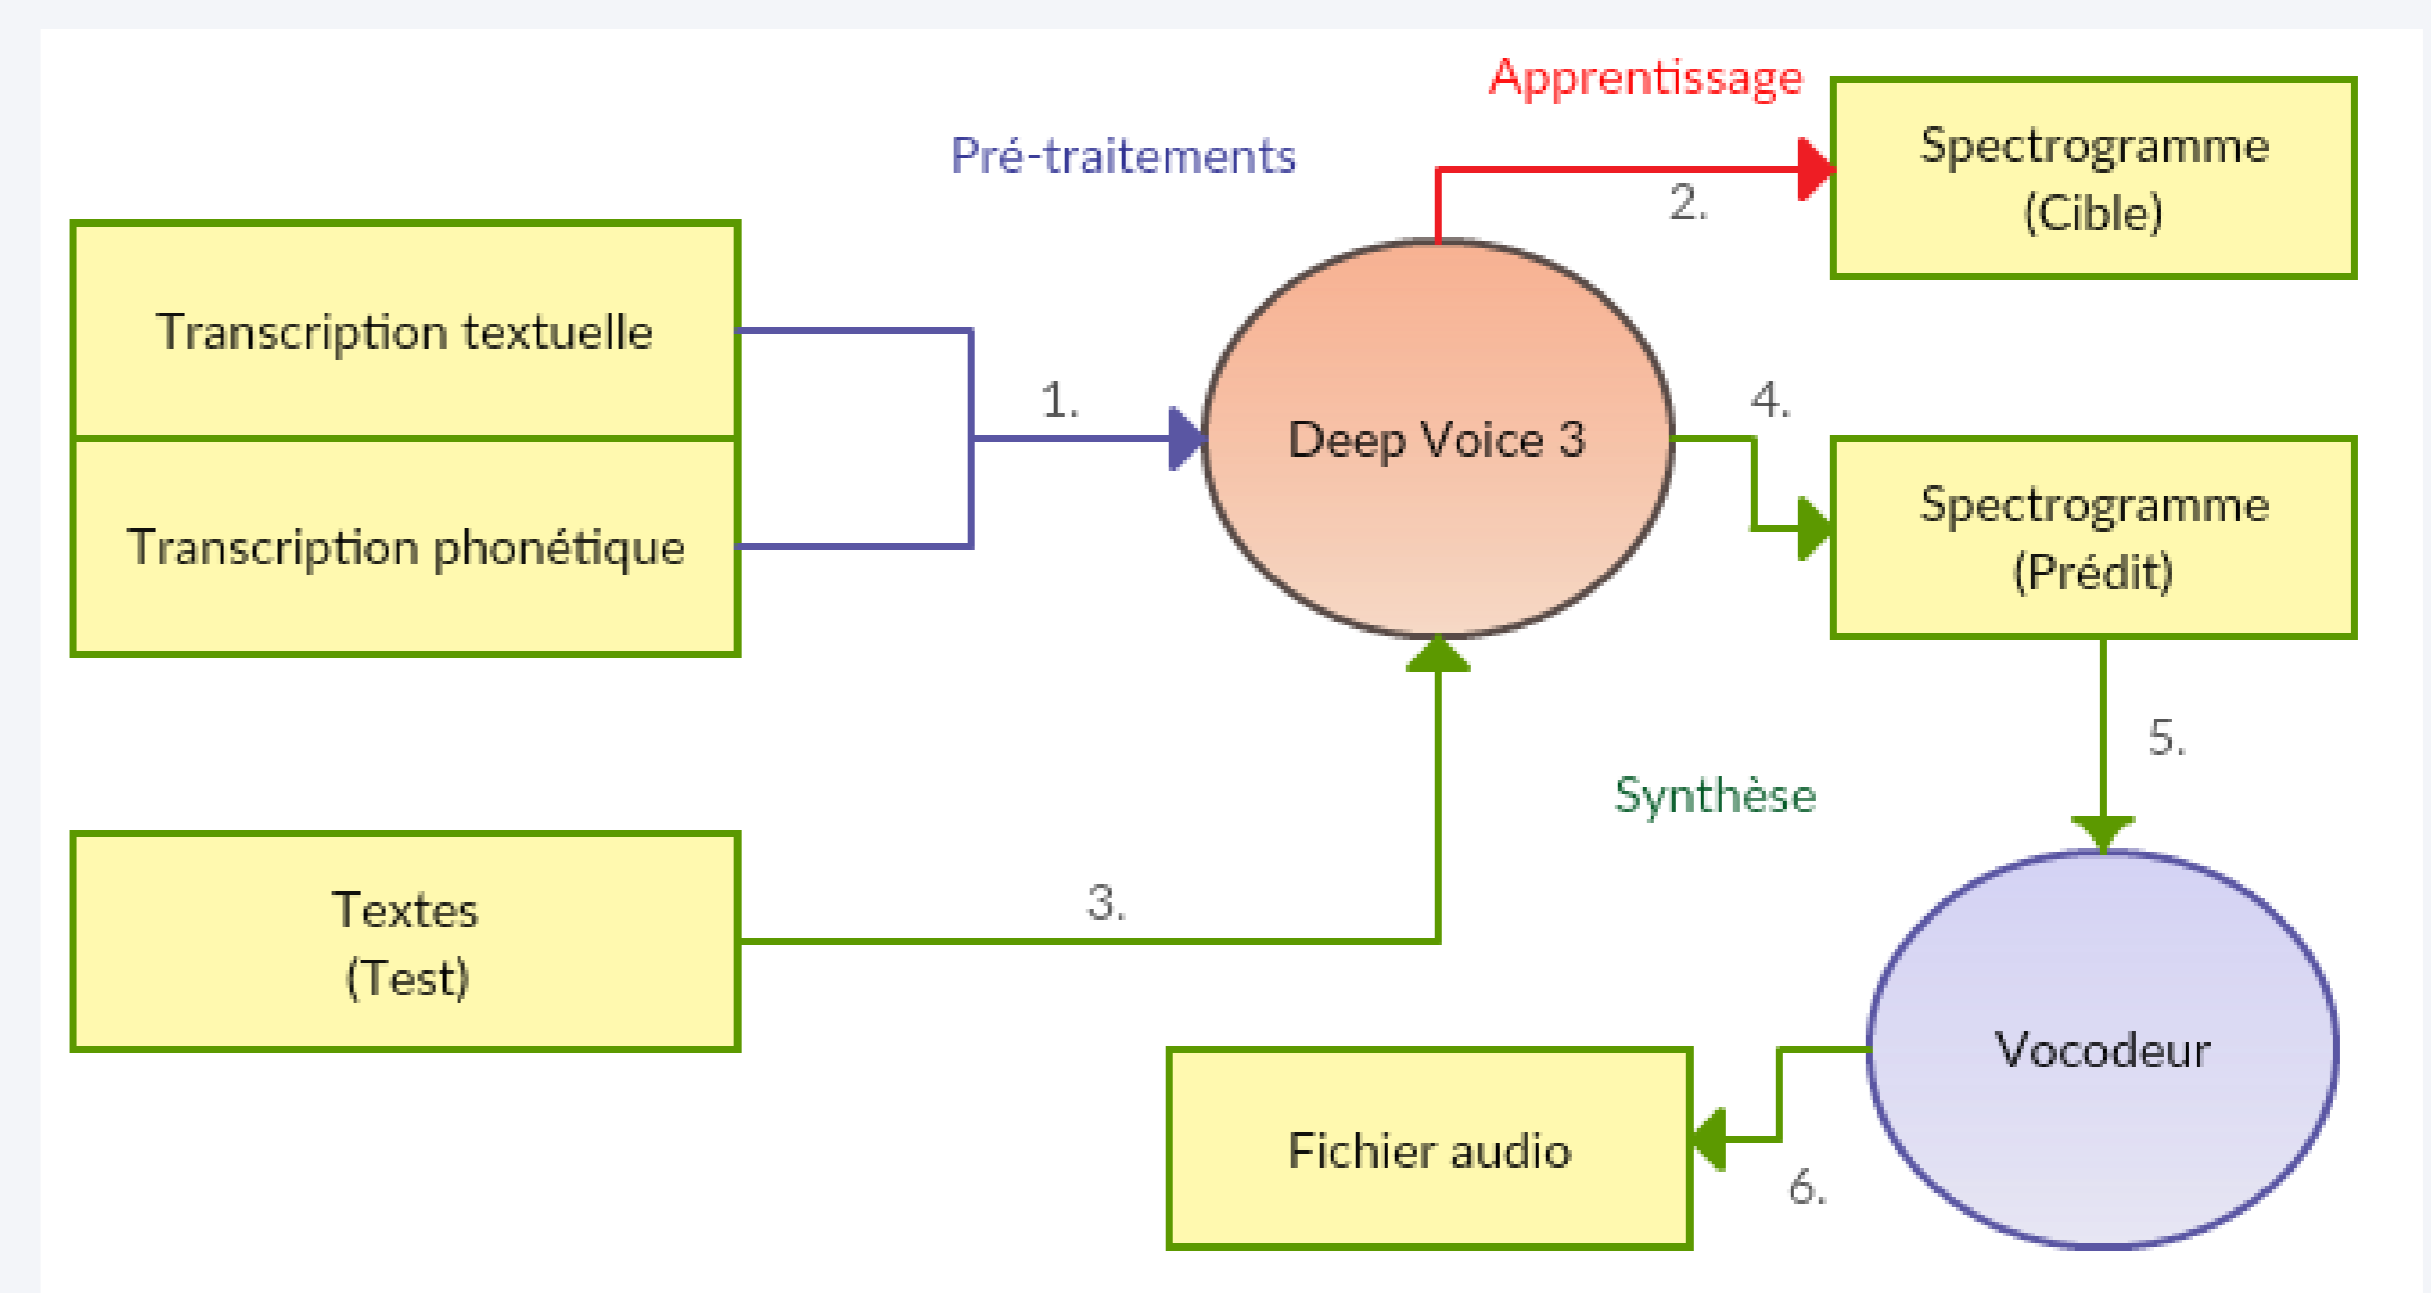 Apprentissage
Pré-traitements
Spectrogramme
(Cible)
2.
Transcription textuelle
1.
4.
Deep Voice 3
Spectrogramme
(Prédit)
Transcription phonétique
5.
Synthèse
3.
Textes
(Test)
Vocodeur
Fichier audio
6.